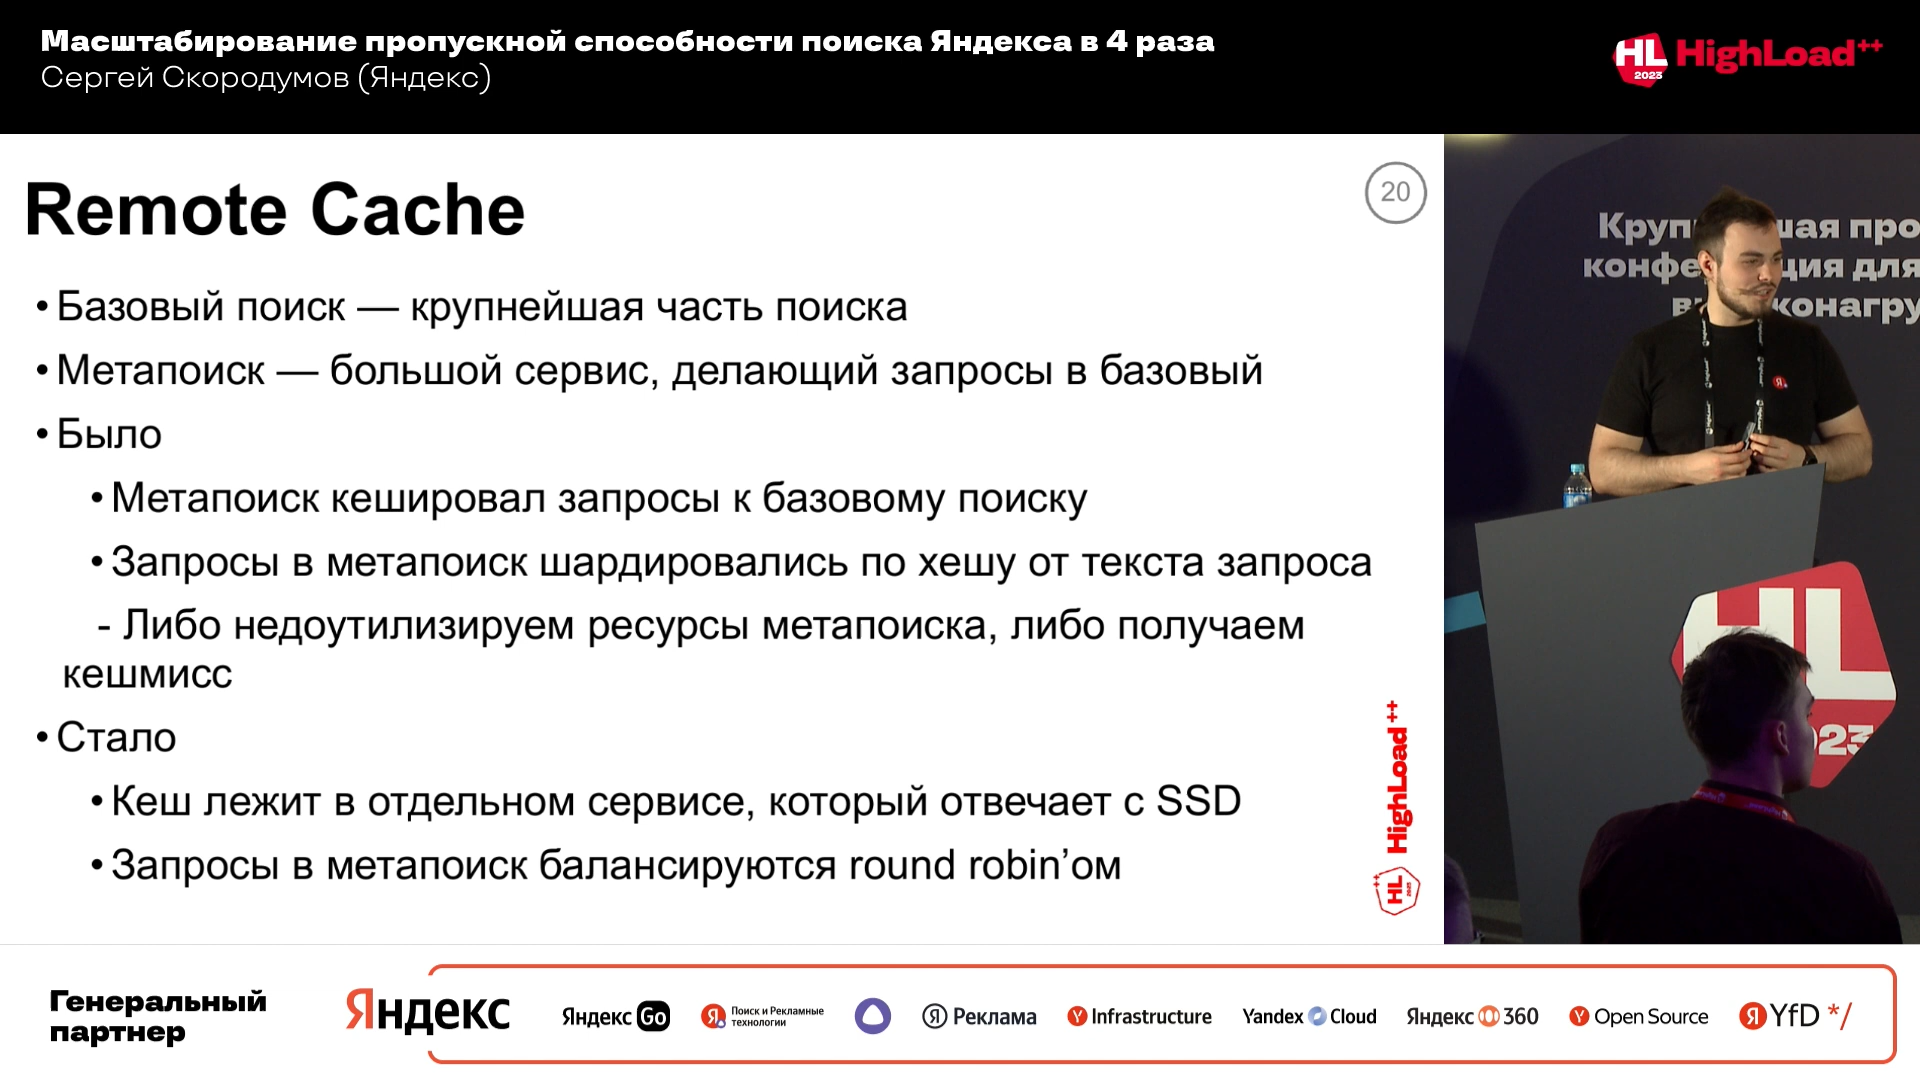 Масштабирование пропускной способности поиска Яндекса в 4 раза
Сергей Скородумов (Яндекс)
HL 2023 HighLoad++
Remote Cache
20
• Базовый поиск — крупнейшая часть поиска
• Метапоиск — большой сервис, делающий запросы в базовый
• Было
• Метапоиск кешировал запросы к базовому поиску
• Запросы в метапоиск шардировались по хешу от текста запроса
- Либо недоутилизируем ресурсы метапоиска, либо получаем
кешмисс
• Стало
• Кеш лежит в отдельном сервисе, который отвечает с SSD
• Запросы в метапоиск балансируются round robin’ом
HighLoad++
HL
Генеральный
партнер
Яндекс
Яндекс Go
Поиск и Рекламные
технологии
Реклама
Infrastructure
Yandex Cloud
Яндекс 360
Open Source
YfD */